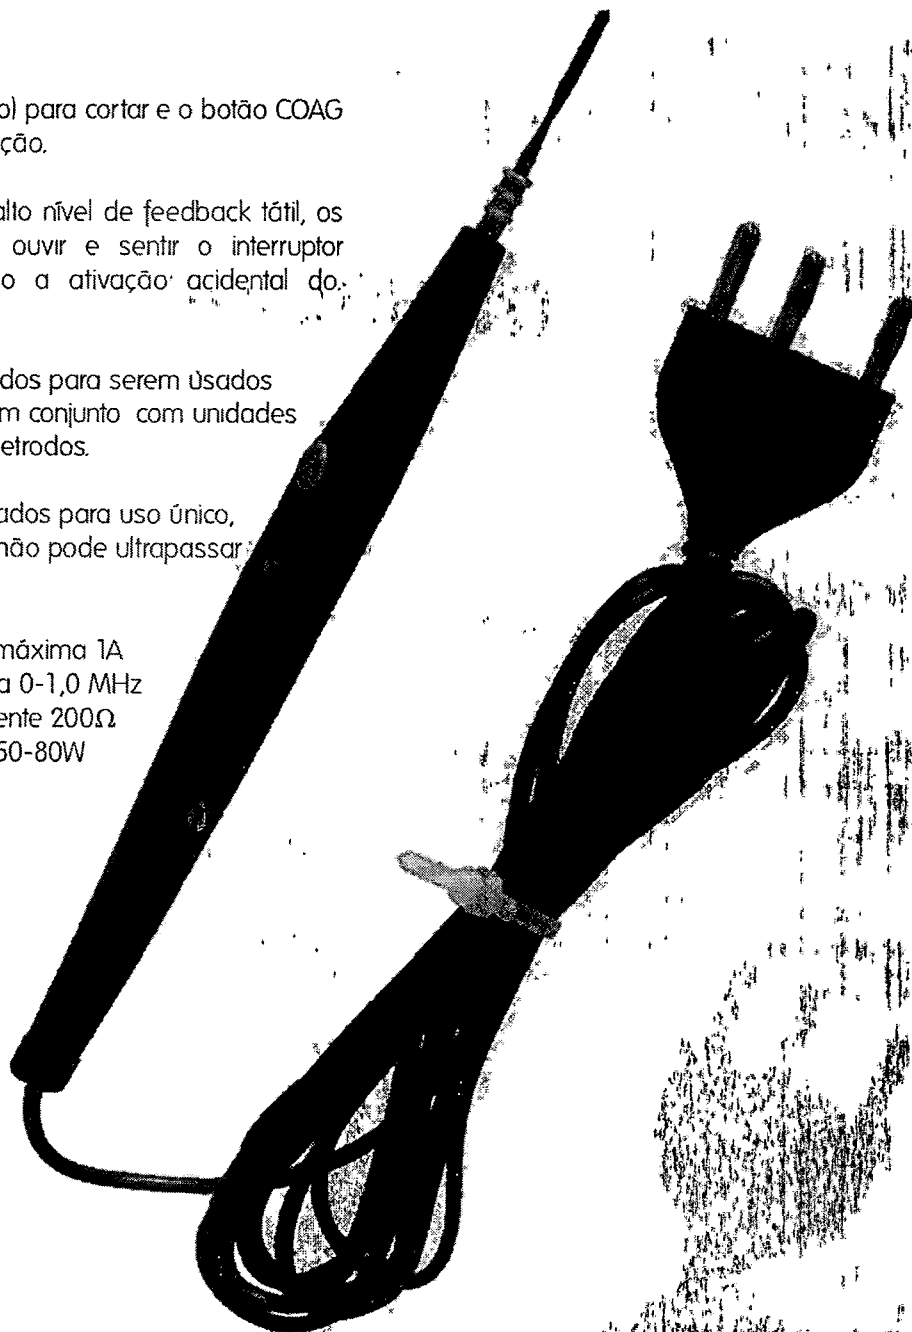 o) para cortar e o botão COAG
ção.
alto nível de feedback tátil, os
ouvir e sentir o interruptor
o a ativação acidental do
dos para serem usados
m conjunto com unidades
etrodos.
ados para uso único,
não pode ultrapassar
máxima 1A
a 0-1,0 MHz
ente 200Ω
60-80W